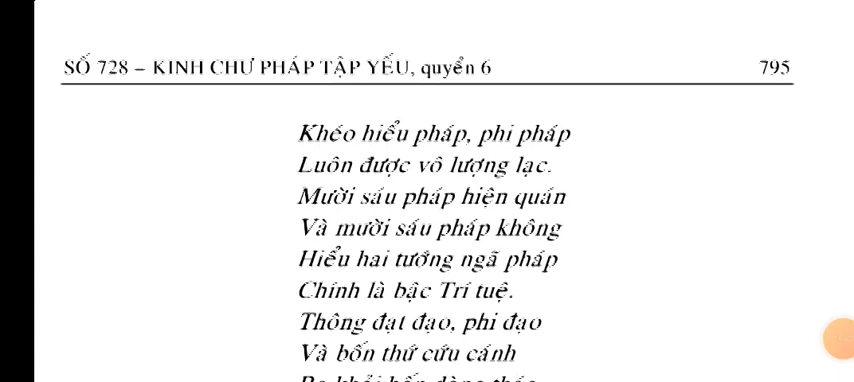 SỐ 728 – KINH CHƯ PHÁP TẬP YẾU, quyển 6 795
Khéo hiểu pháp, phi pháp
Luôn được vô lượng lạc.
Mười sáu pháp hiện quán
Và mười sáu pháp không
Hiểu hai tướng ngã pháp
Chính là bậc Trí tuệ.
Thông đạt đạo, phi đạo
Và bốn thứ cứu cánh